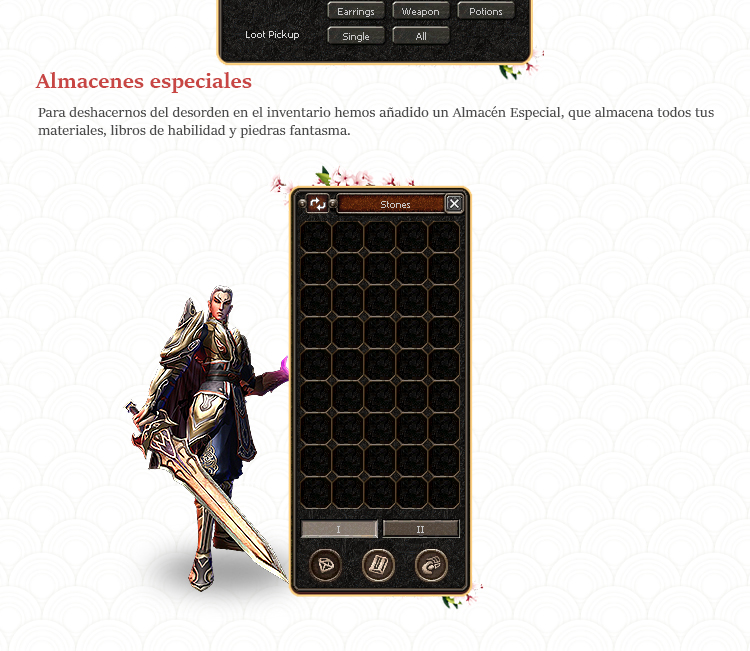 Earrings Weapon Potions
Loot Pickup Single All
Almacenes especiales
Para deshacernos del desorden en el inventario hemos añadido un Almacén Especial, que almacena todos tus
materiales, libros de habilidad y piedras fantasma.
Stones
I II